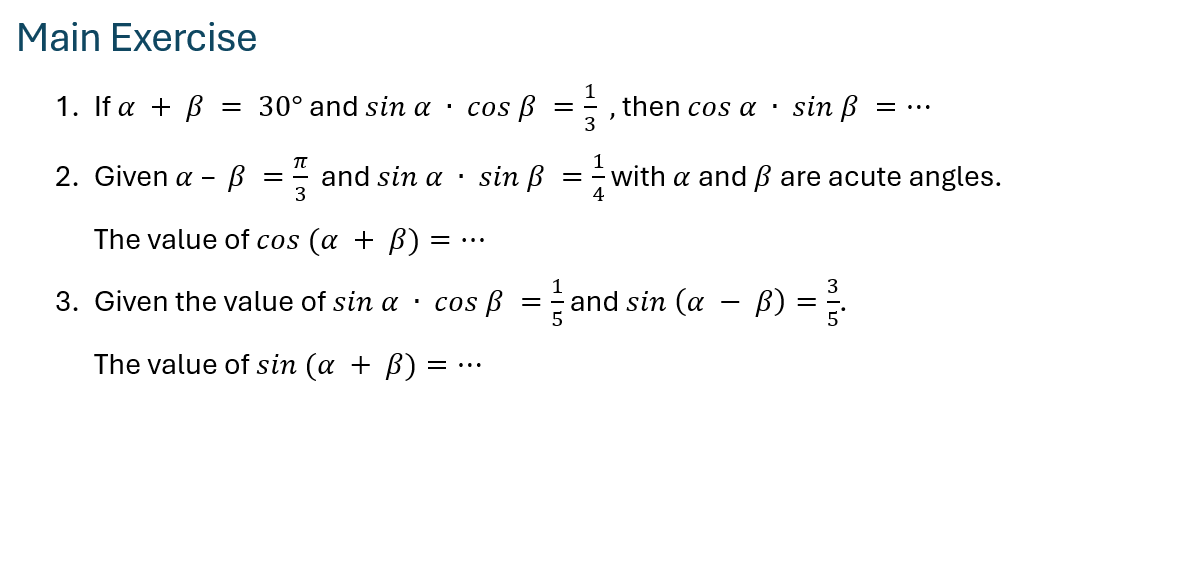 Main Exercise
1. If α + β = 30° and sin α · cos β = 1/3 , then cos α · sin β = ⋯
2. Given α – β = π/3 and sin α · sin β = 1/4 with α and β are acute angles.
The value of cos (α + β) = ⋯
3. Given the value of sin α · cos β = 1/5 and sin (α − β) = 3/5.
The value of sin (α + β) = ⋯